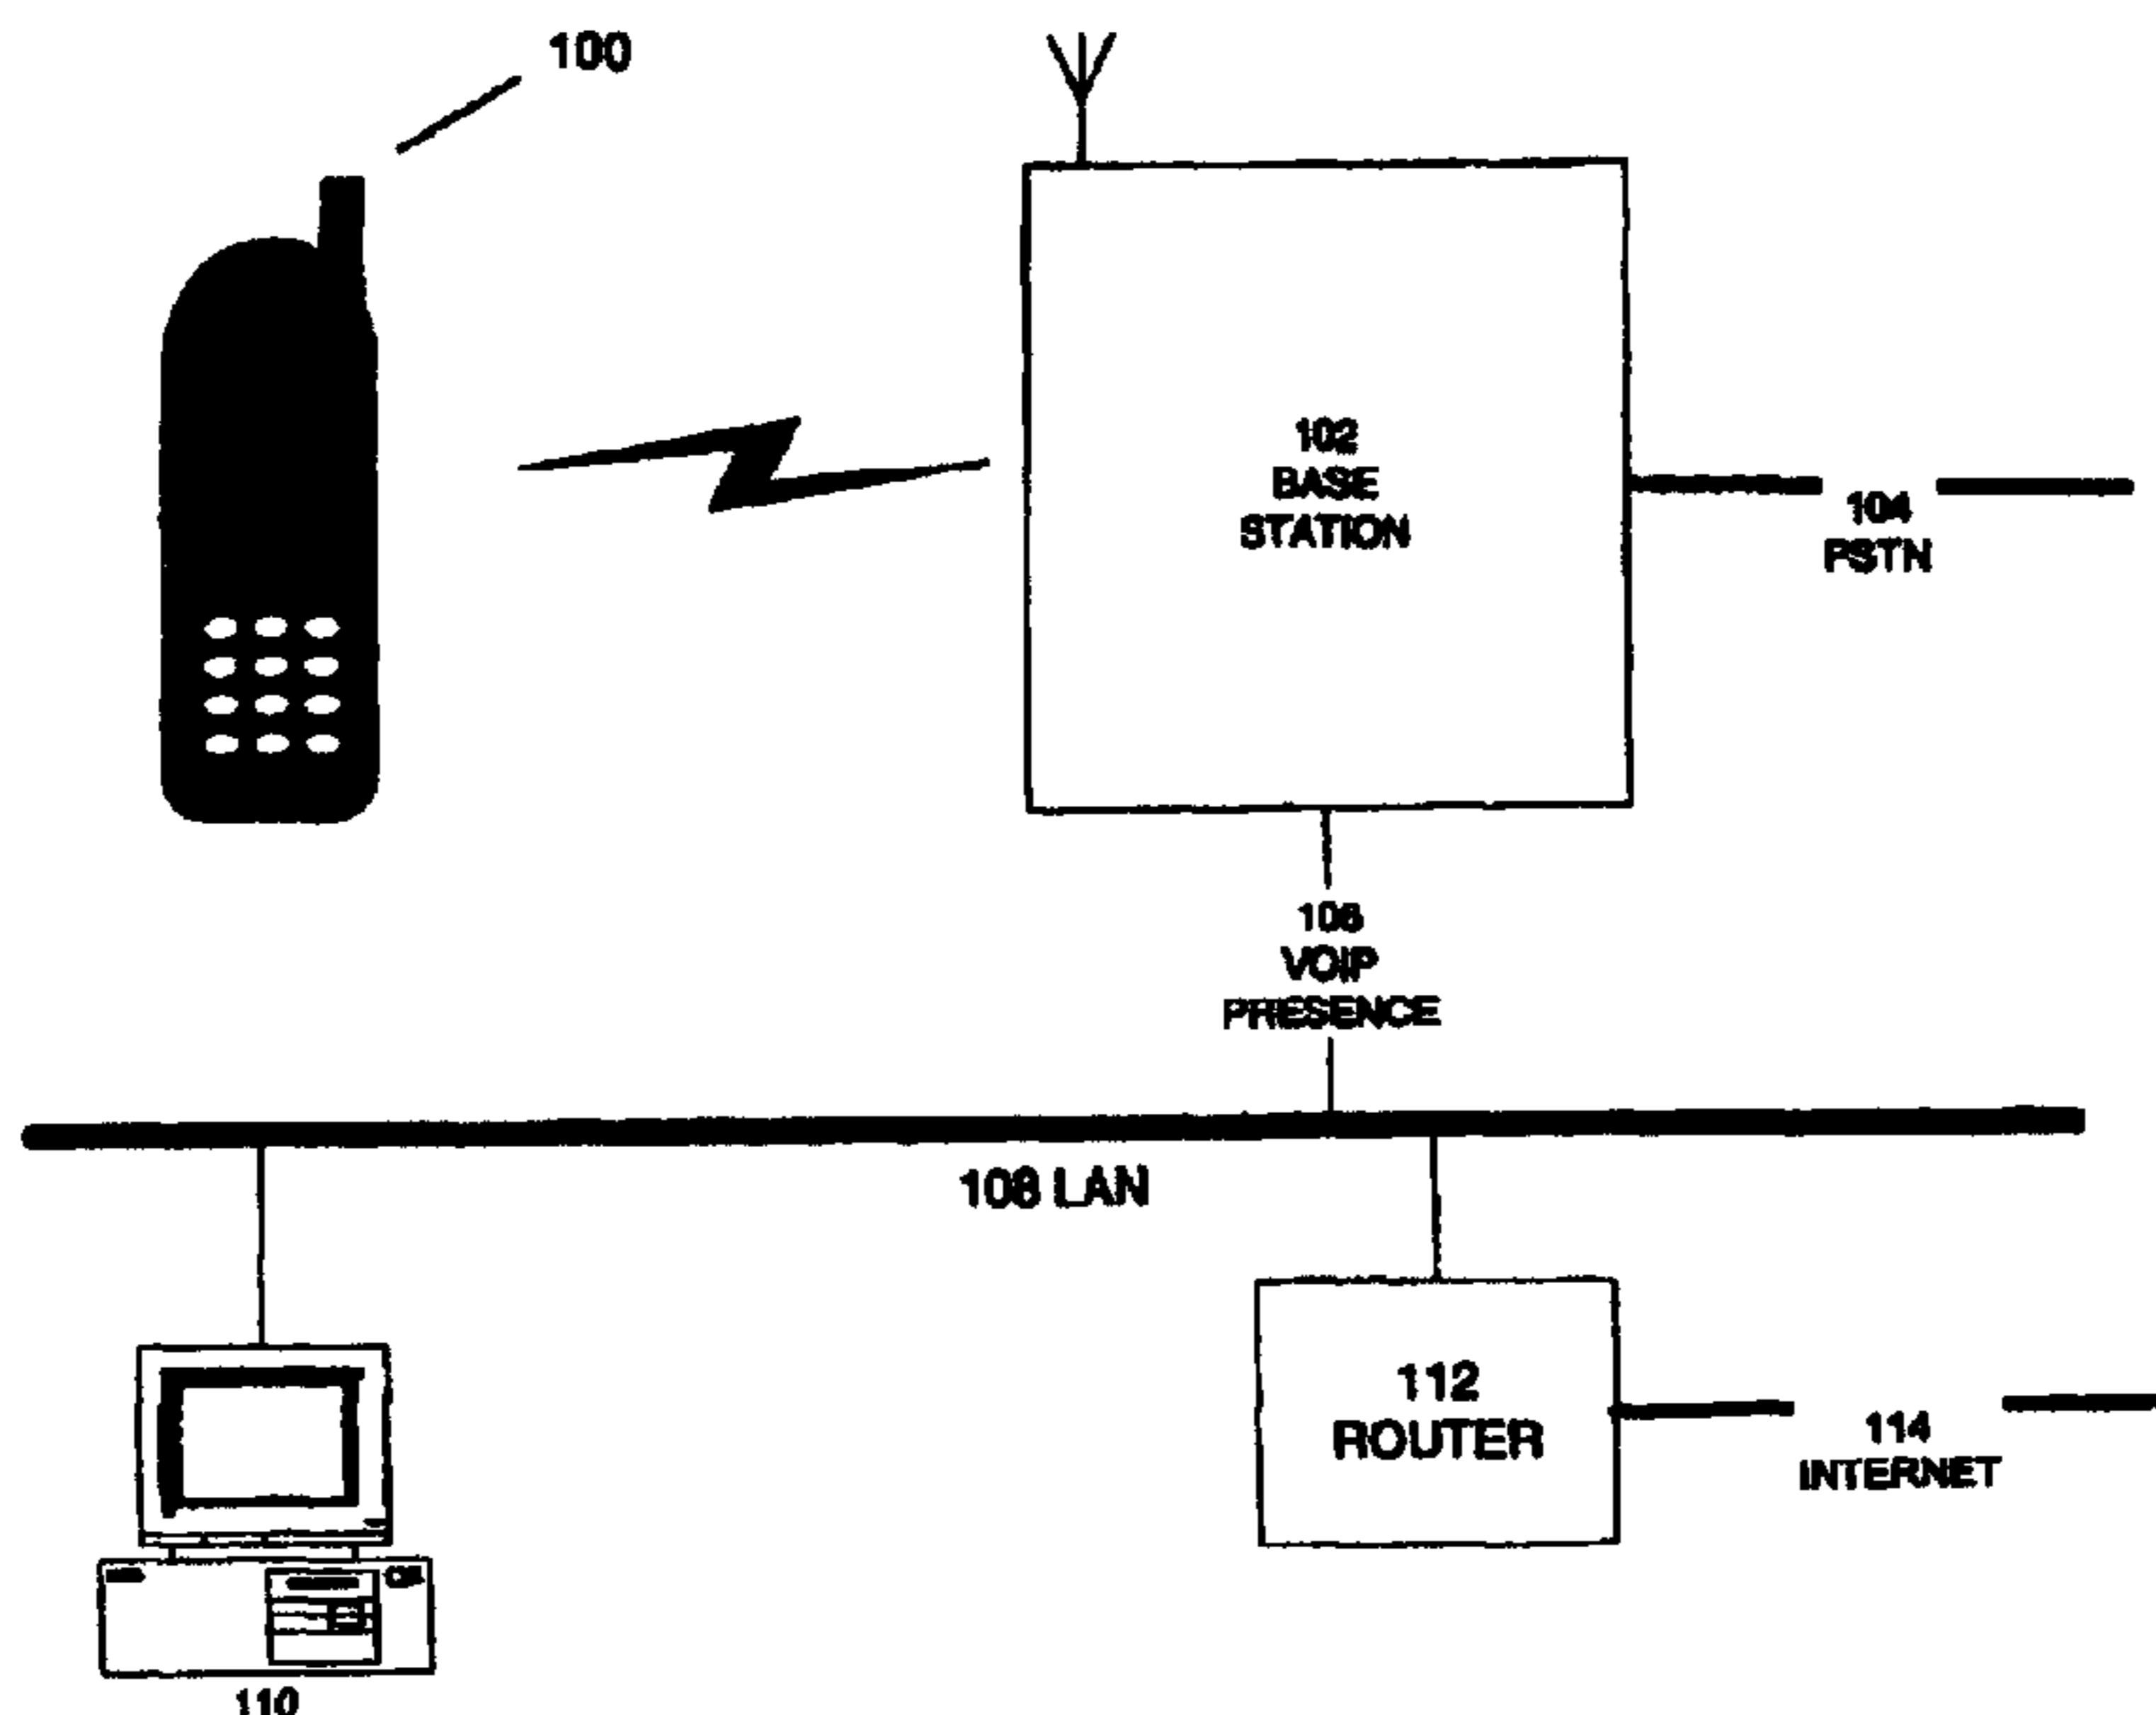 100
102
BASE
STATION
104
PSTN
106
VOIP
PRESENCE
108 LAN
112
ROUTER
114
INTERNET
110